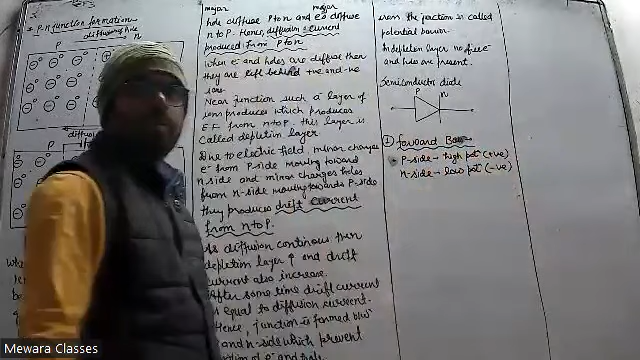 P-n junction formation
diffusion of hole
P
n
major
major
hole diffuse P to n and e⊖ diffuse
n to P. Hence, diffusion current
produced from P to n
when e⁻ and holes are diffuse then
they are left behind +ve and -ve
ions
Near junction such a layer of
ions produces which produces
E.F from n to P. this layer is
called depletion layer
Due to electric field, minor charges
e⁻ from P-side moving toward
n side and minor charges holes
from n-side moving towards P-side
they produces drift current
from n to P.
As diffusion continous then
depletion layer ↑ and drift
current also increase.
After some time drift current
is equal to diffusion current.
Hence, junction is formed b/w
and n-side which prevent
of e⁻ and hole
the junction is called
potential barrier.
In depletion layer no free e⁻
and holes are present.
Semiconductor diode
P
n
① forward Bias
P-side → high pot (+ve)
n-side → low pot (-ve)
Mewara Classes